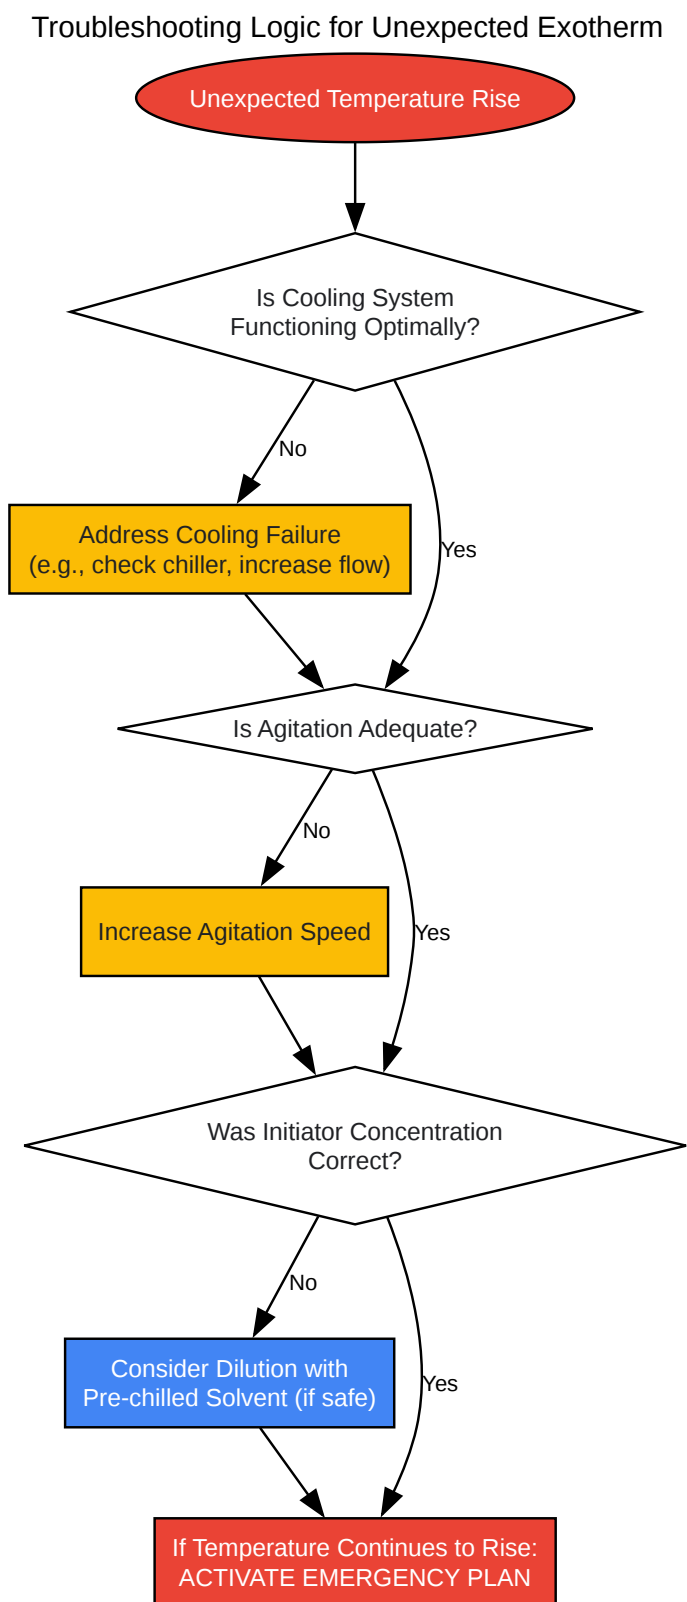 Troubleshooting Logic for Unexpected Exotherm
Unexpected Temperature Rise
Is Cooling System
Functioning Optimally?
No
Address Cooling Failure
(e.g., check chiller, increase flow)
Yes
Is Agitation Adequate?
No
Increase Agitation Speed
Yes
Was Initiator Concentration
Correct?
No
Consider Dilution with
Pre-chilled Solvent (if safe)
Yes
If Temperature Continues to Rise:
ACTIVATE EMERGENCY PLAN